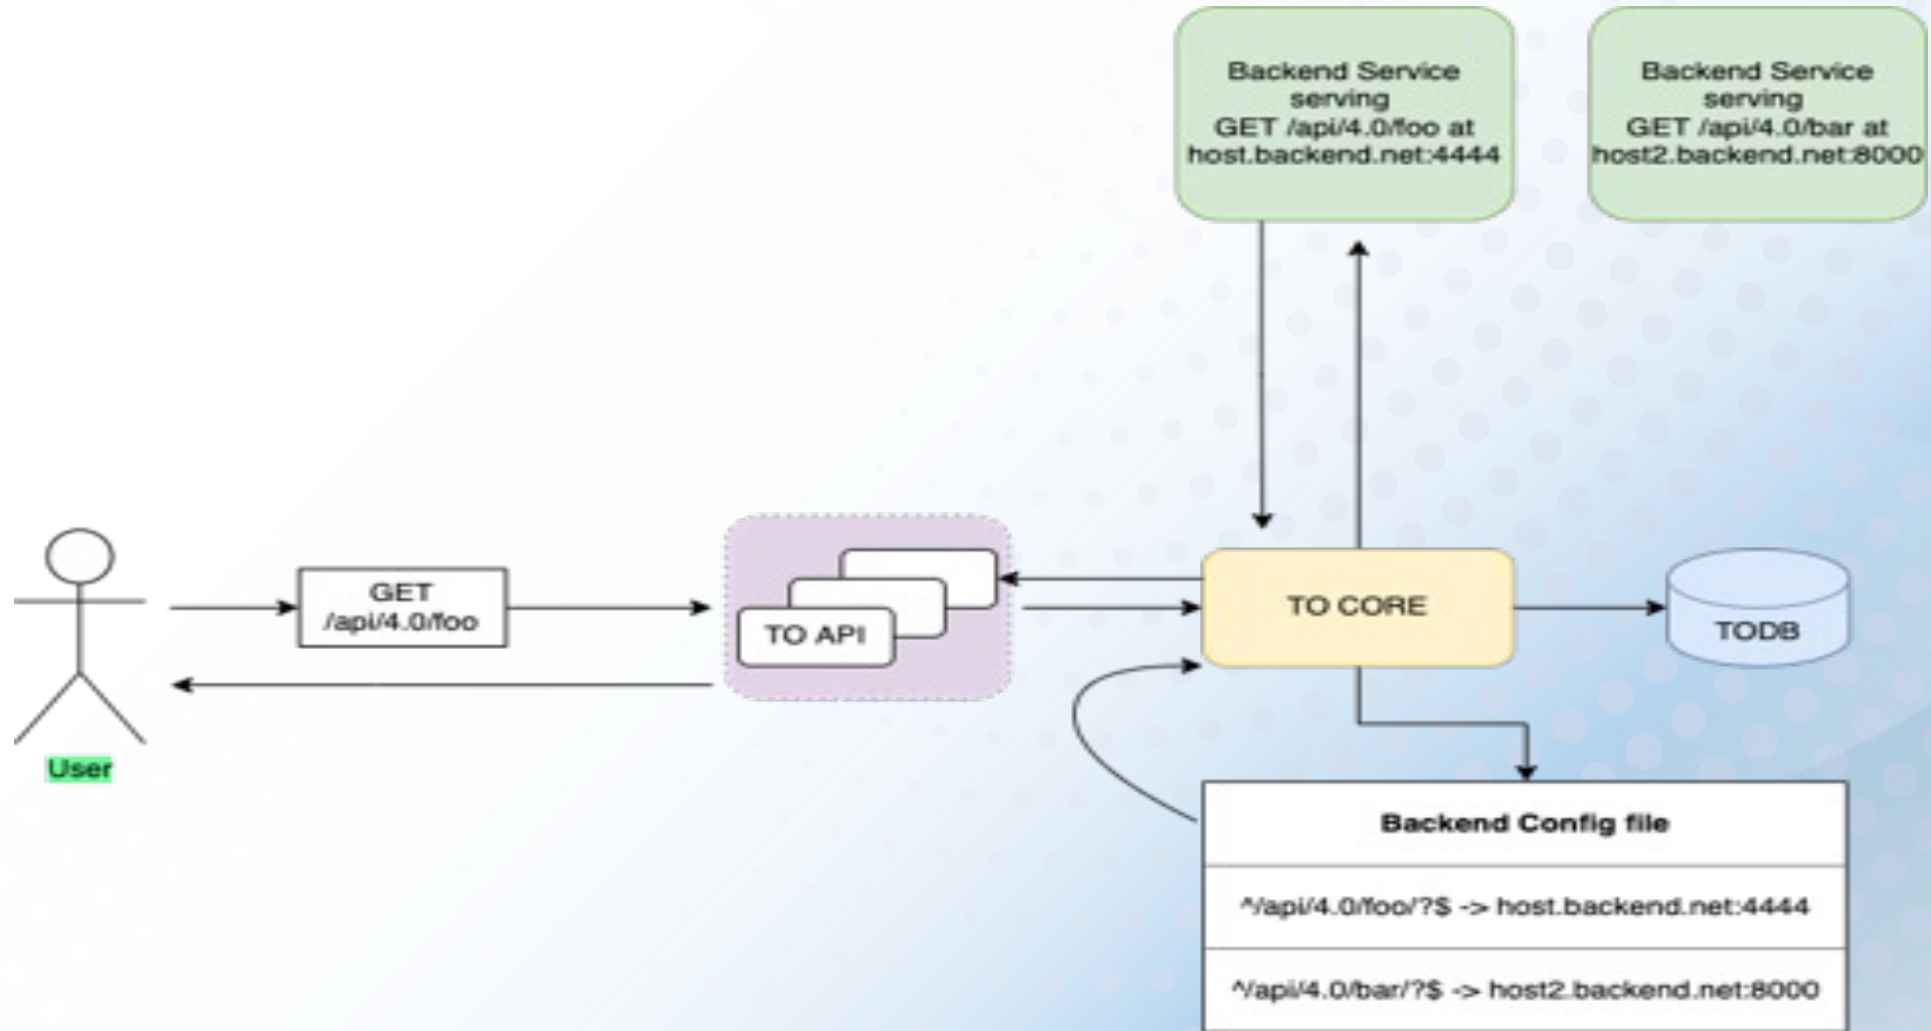 Backend Service
serving
GET /api/4.0/foo at
host.backend.net:4444
Backend Service
serving
GET /api/4.0/bar at
host2.backend.net:8000
GET
/api/4.0/foo
TO API
TO CORE
TODB
User
Backend Config file
^/api/4.0/foo/?$ -> host.backend.net:4444
^/api/4.0/bar/?$ -> host2.backend.net:8000